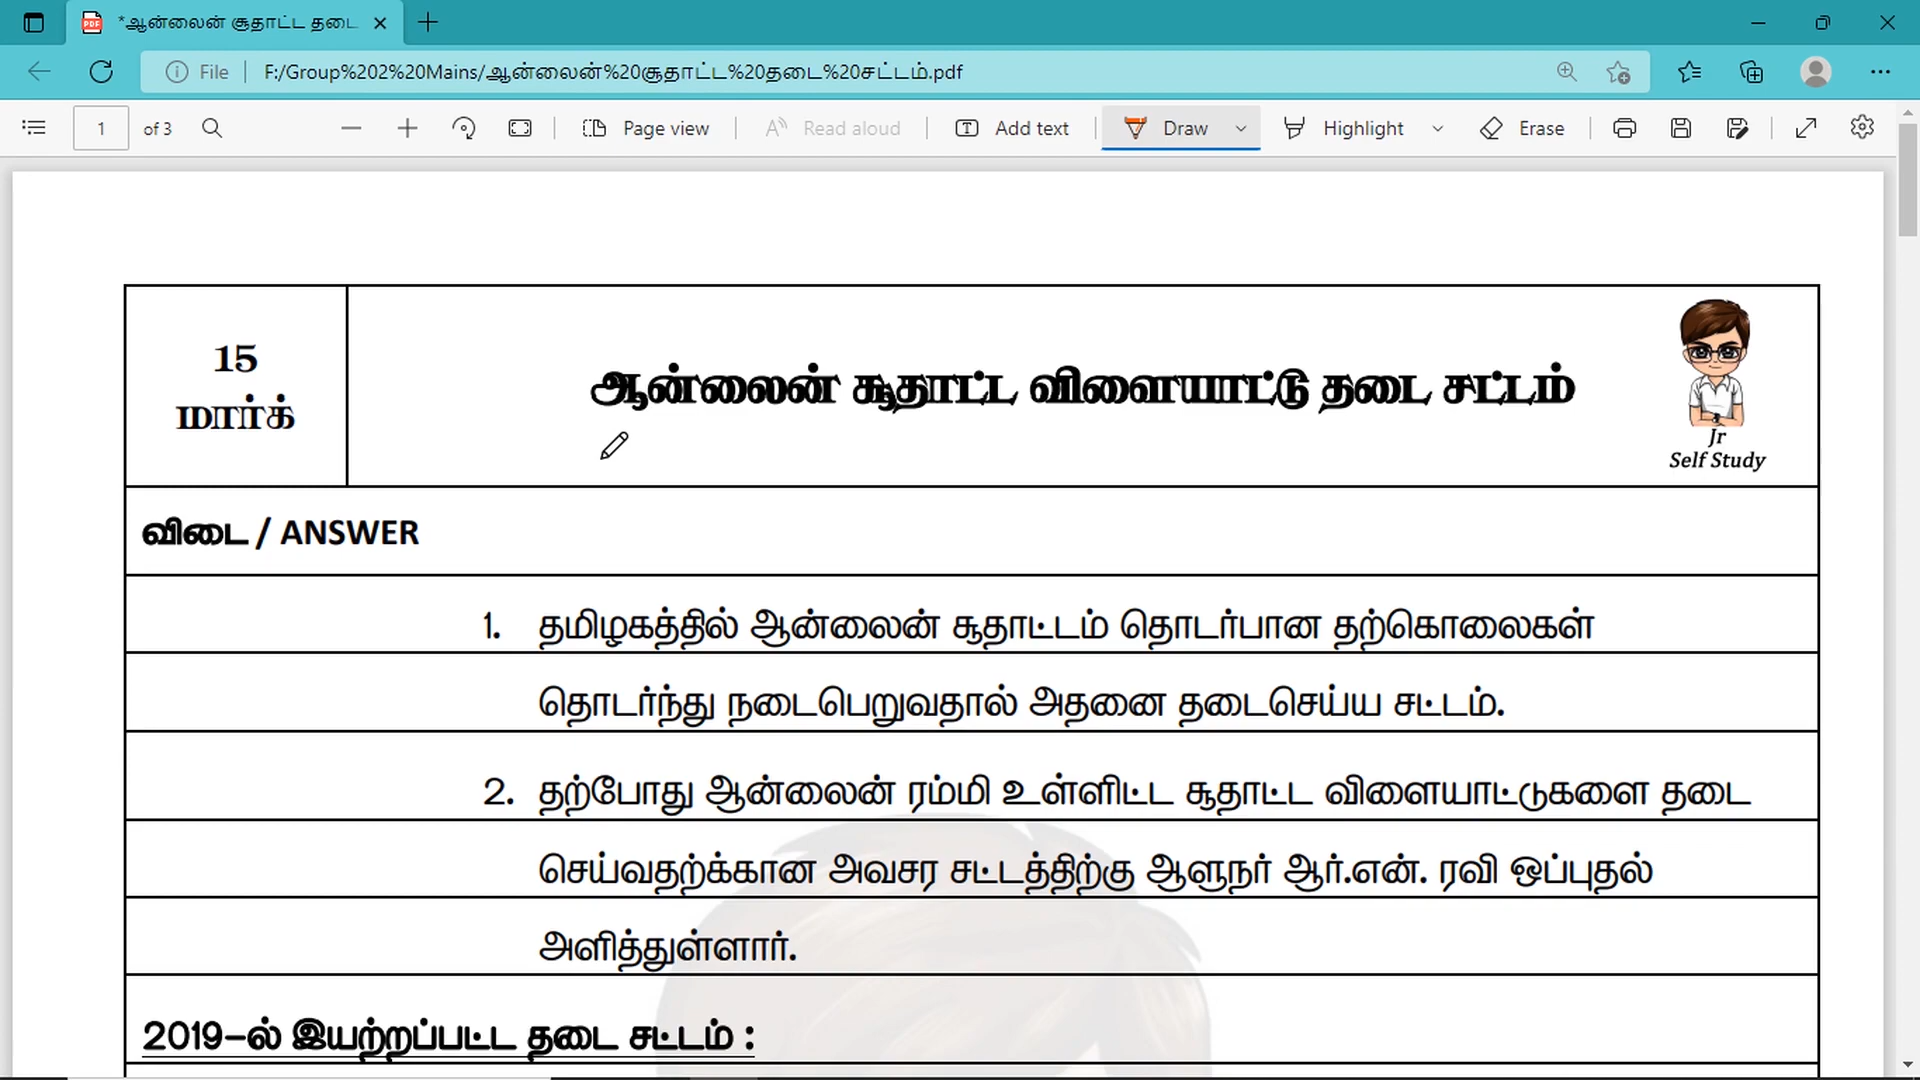 *ஆன்லைன் சூதாட்ட தடை
File
F:/Group%202%20Mains/ஆன்லைன்%20சூதாட்ட%20தடை%20சட்டம்.pdf
1 of 3 Page view Read aloud Add text Draw Highlight Erase
15
மார்க்
ஆன்லைன் சூதாட்ட விளையாட்டு தடை சட்டம்
Jr
Self Study
விடை / ANSWER
1. தமிழகத்தில் ஆன்லைன் சூதாட்டம் தொடர்பான தற்கொலைகள்
தொடர்ந்து நடைபெறுவதால் அதனை தடைசெய்ய சட்டம்.
2. தற்போது ஆன்லைன் ரம்மி உள்ளிட்ட சூதாட்ட விளையாட்டுகளை தடை
செய்வதற்க்கான அவசர சட்டத்திற்கு ஆளுநர் ஆர்.என். ரவி ஒப்புதல்
அளித்துள்ளார்.
2019-ல் இயற்றப்பட்ட தடை சட்டம் :